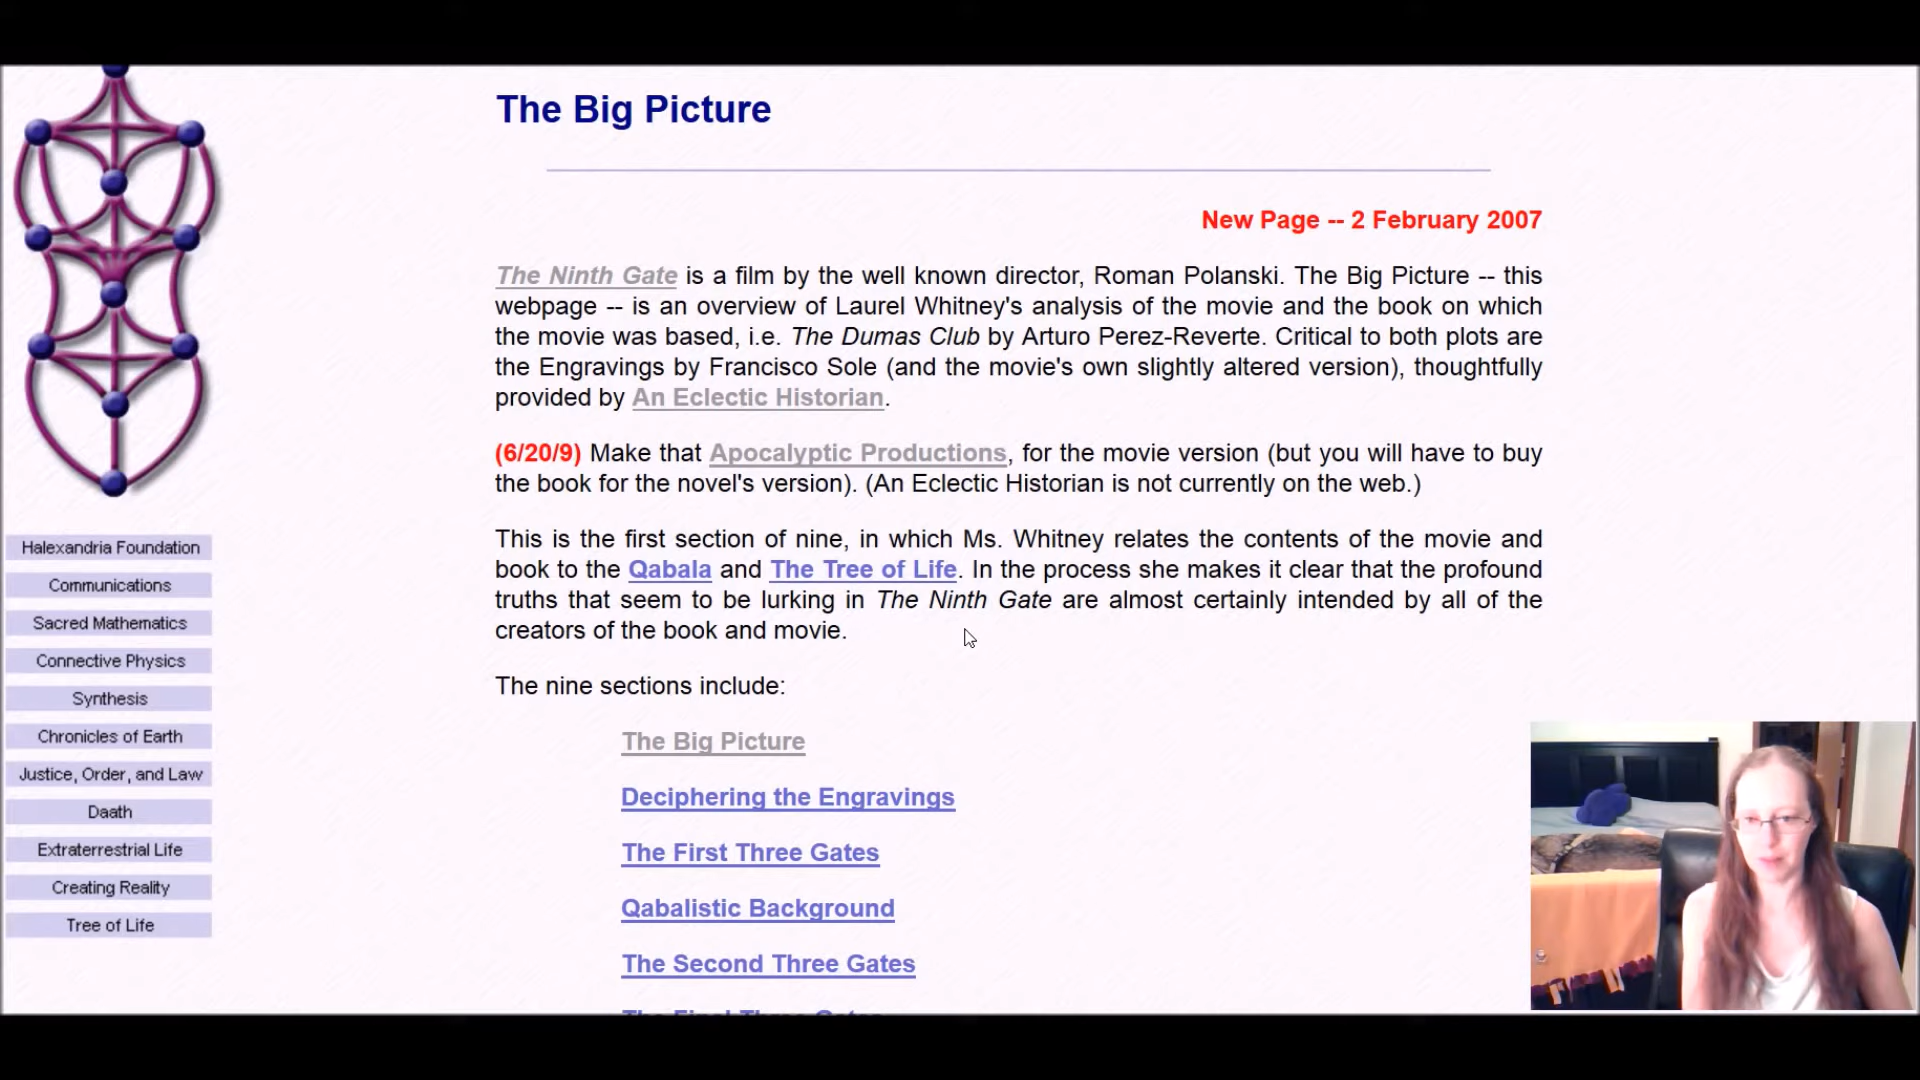 The Big Picture
New Page -- 2 February 2007
The Ninth Gate is a film by the well known director, Roman Polanski. The Big Picture -- this
webpage -- is an overview of Laurel Whitney's analysis of the movie and the book on which
the movie was based, i.e. The Dumas Club by Arturo Perez-Reverte. Critical to both plots are
the Engravings by Francisco Sole (and the movie's own slightly altered version), thoughtfully
provided by An Eclectic Historian.
(6/20/9) Make that Apocalyptic Productions, for the movie version (but you will have to buy
the book for the novel's version). (An Eclectic Historian is not currently on the web.)
This is the first section of nine, in which Ms. Whitney relates the contents of the movie and
book to the Qabala and The Tree of Life. In the process she makes it clear that the profound
truths that seem to be lurking in The Ninth Gate are almost certainly intended by all of the
creators of the book and movie.
The nine sections include:
The Big Picture
Deciphering the Engravings
The First Three Gates
Qabalistic Background
The Second Three Gates
The Final Three Gates
Halexandria Foundation
Communications
Sacred Mathematics
Connective Physics
Synthesis
Chronicles of Earth
Justice, Order, and Law
Daath
Extraterrestrial Life
Creating Reality
Tree of Life